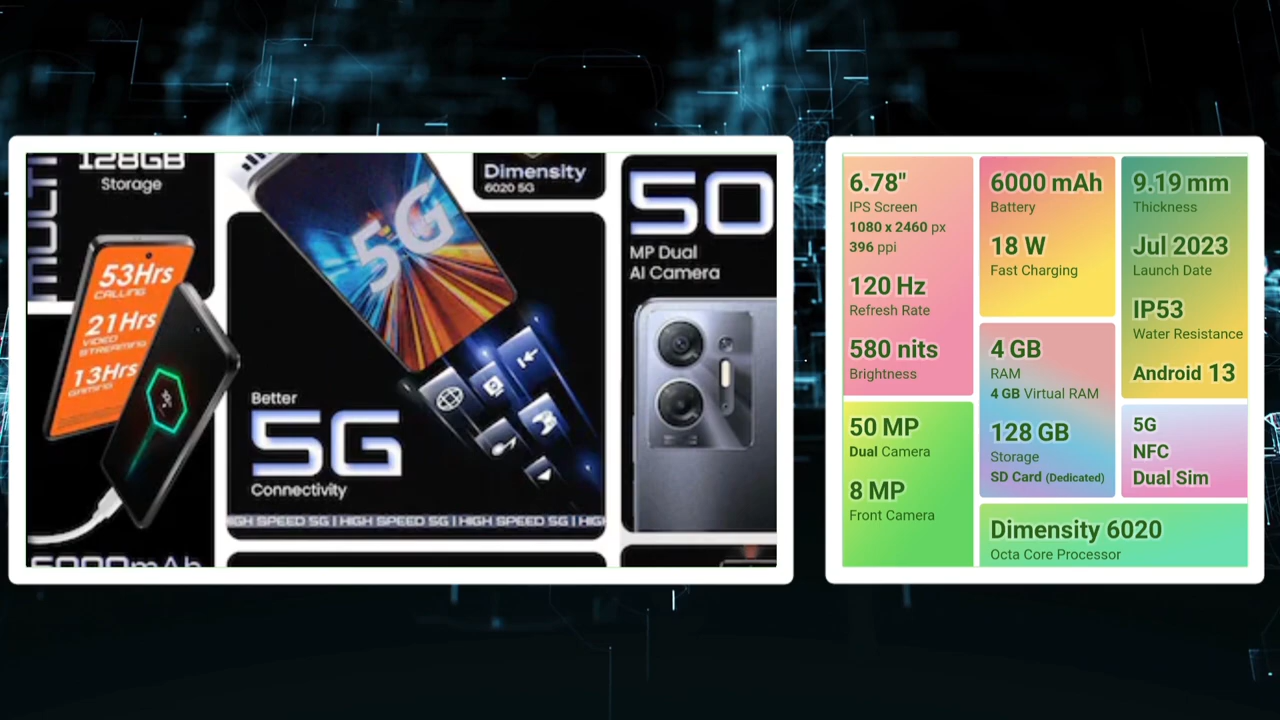 MULTI
128GB
Storage
53Hrs
CALLING
21Hrs
VIDEO
STREAMING
13Hrs
GAMING
5G
Better
5G
Connectivity
HIGH SPEED 5G | HIGH SPEED 5G | HIGH SPEED 5G | HIGH
Dimensity
6020 5G
50
MP Dual
AI Camera
6.78"
IPS Screen
1080 x 2460 px
396 ppi
120 Hz
Refresh Rate
580 nits
Brightness
50 MP
Dual Camera
8 MP
Front Camera
6000 mAh
Battery
18 W
Fast Charging
4 GB
RAM
4 GB Virtual RAM
128 GB
Storage
SD Card (Dedicated)
9.19 mm
Thickness
Jul 2023
Launch Date
IP53
Water Resistance
Android 13
5G
NFC
Dual Sim
Dimensity 6020
Octa Core Processor